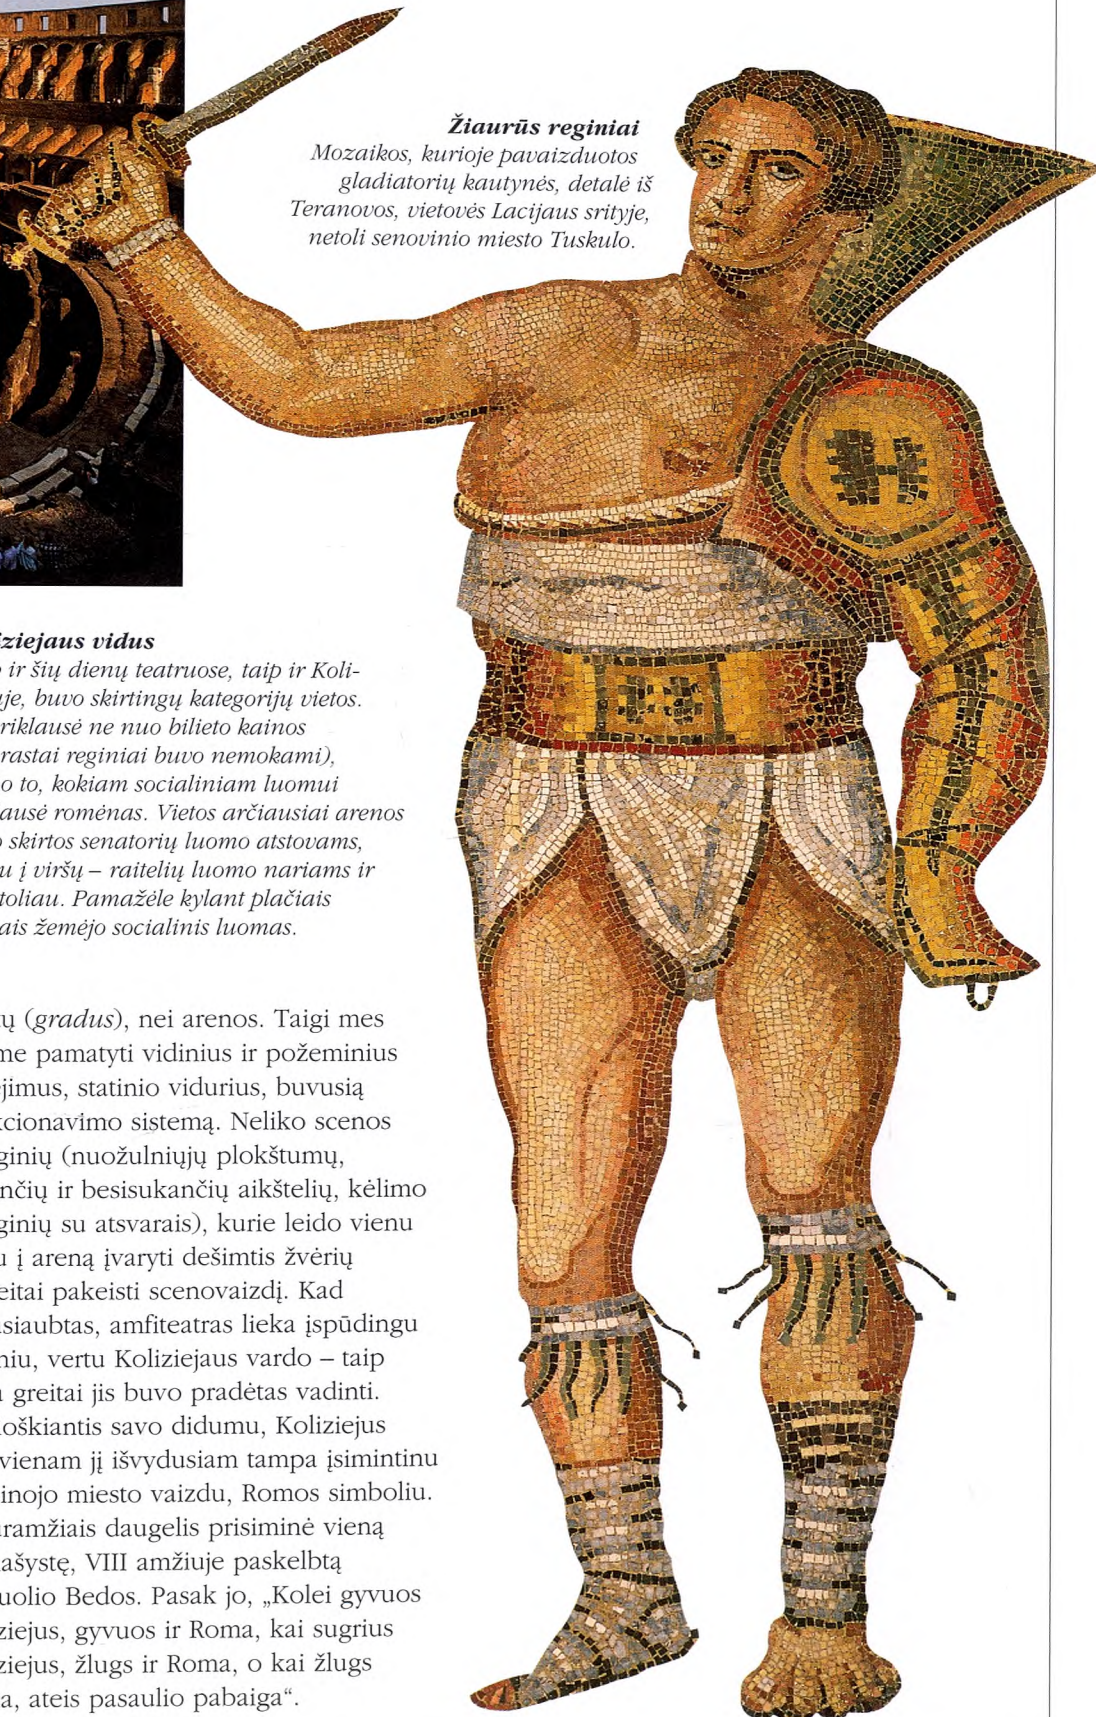 Žiaurūs reginiai
Mozaikos, kurioje pavaizduotos
gladiatorių kautynės, detalė iš
Teranovos, vietovės Lacijaus srityje,
netoli senovinio miesto Tuskulo.
ziejaus vidus
ir šių dienų teatruose, taip ir Koli-
je, buvo skirtingų kategorijų vietos.
riklausė ne nuo bilieto kainos
rastai reginiai buvo nemokami),
o to, kokiam socialiniam luomui
ausė romėnas. Vietos arčiausiai arenos
skirtos senatorių luomo atstovams,
u į viršų – raitelių luomo nariams ir
toliau. Pamažėle kylant plačiais
ais žemėjo socialinis luomas.
ų (gradus), nei arenos. Taigi mes
me pamatyti vidinius ir požeminius
ėjimus, statinio vidurius, buvusią
kcionavimo sistemą. Neliko scenos
ginių (nuožulniųjų plokštumų,
nčių ir besisukančių aikštelių, kėlimo
ginių su atsvarais), kurie leido vienu
u į areną įvaryti dešimtis žvėrių
eitai pakeisti scenovaizdį. Kad
siaubtas, amfiteatras lieka įspūdingu
niu, vertu Koliziejaus vardo – taip
greitai jis buvo pradėtas vadinti.
loškiantis savo didumu, Koliziejus
vienam jį išvydusiam tampa įsimintinu
inojo miesto vaizdu, Romos simboliu.
uramžiais daugelis prisiminė vieną
ašystę, VIII amžiuje paskelbtą
uolio Bedos. Pasak jo, „Kolei gyvuos
ziejus, gyvuos ir Roma, kai sugrius
ziejus, žlugs ir Roma, o kai žlugs
a, ateis pasaulio pabaiga“.